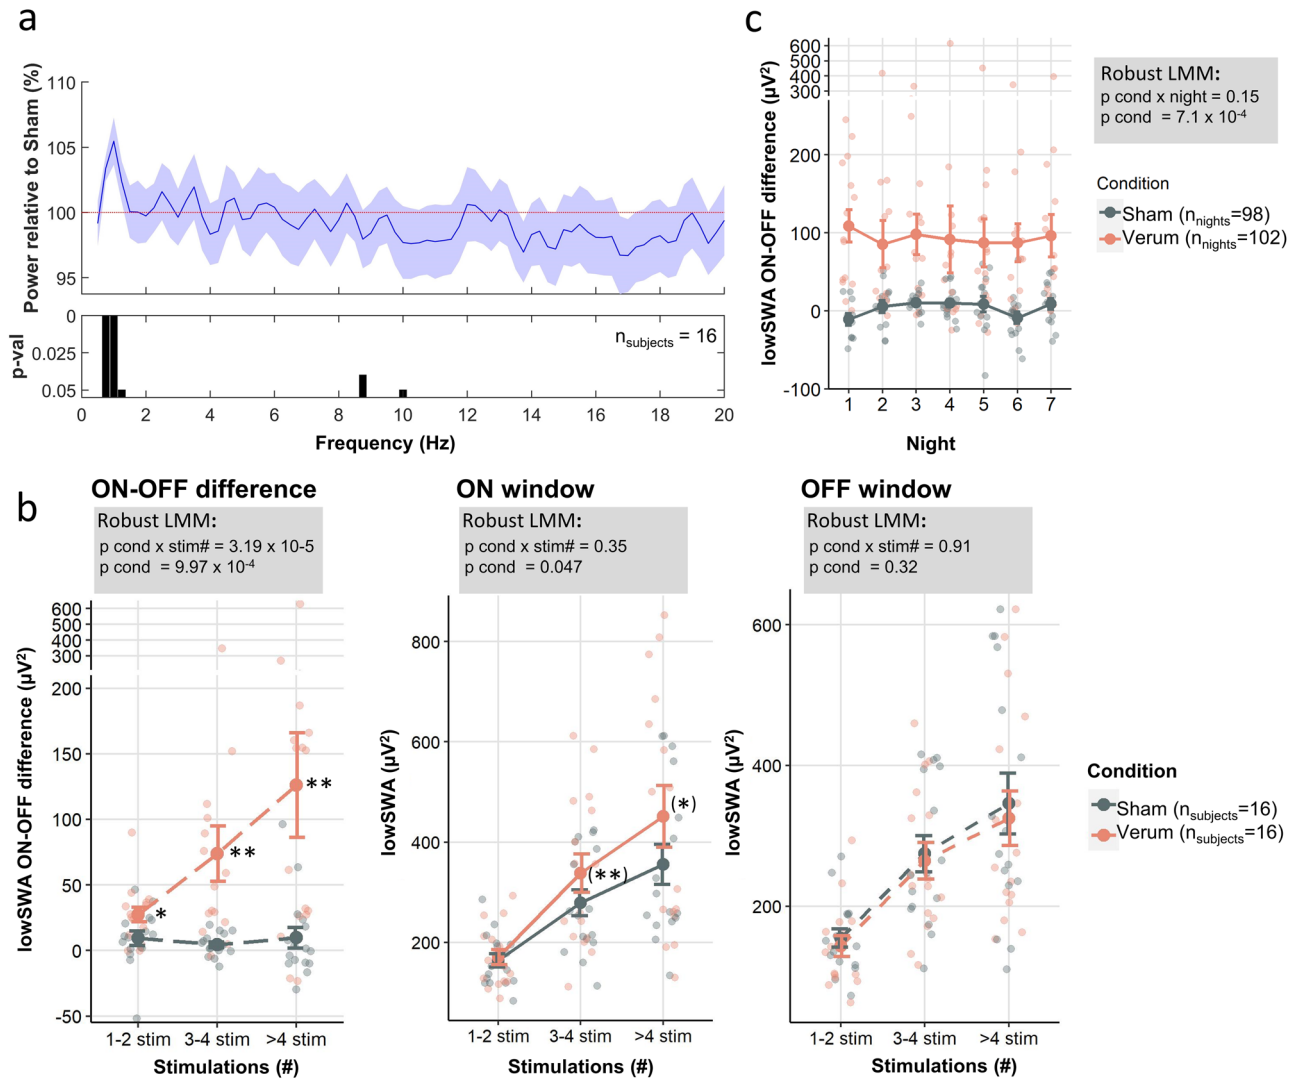 a
Power relative to Sham (%)
110
105
100
95
p-val
0
0.025
0.05
n_subjects = 16
0 2 4 6 8 10 12 14 16 18 20
Frequency (Hz)
c
lowSWA ON-OFF difference (µV²)
600
500
400
300
200
100
0
-100
1 2 3 4 5 6 7
Night
Robust LMM:
p cond x night = 0.15
p cond = 7.1 x 10⁻⁴
Condition
Sham (n_nights=98)
Verum (n_nights=102)
b
ON-OFF difference
Robust LMM:
p cond x stim# = 3.19 x 10-5
p cond = 9.97 x 10⁻⁴
lowSWA ON-OFF difference (µV²)
600
500
400
300
200
150
100
50
0
-50
*
**
**
1-2 stim 3-4 stim >4 stim
Stimulations (#)
ON window
Robust LMM:
p cond x stim# = 0.35
p cond = 0.047
lowSWA (µV²)
800
600
400
200
(**)
(*)
1-2 stim 3-4 stim >4 stim
Stimulations (#)
OFF window
Robust LMM:
p cond x stim# = 0.91
p cond = 0.32
lowSWA (µV²)
600
400
200
1-2 stim 3-4 stim >4 stim
Stimulations (#)
Condition
Sham (n_subjects=16)
Verum (n_subjects=16)